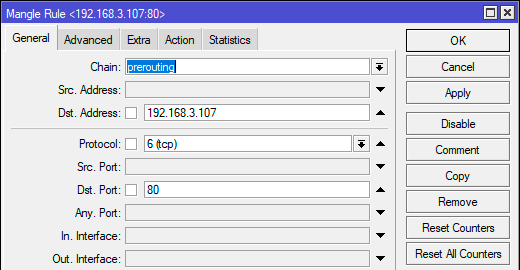 Mangle Rule <192.168.3.107:80>
General Advanced Extra Action Statistics
Chain: prerouting
Src. Address:
Dst. Address: 192.168.3.107
Protocol: 6 (tcp)
Src. Port:
Dst. Port: 80
Any. Port:
In. Interface:
Out. Interface:
OK
Cancel
Apply
Disable
Comment
Copy
Remove
Reset Counters
Reset All Counters